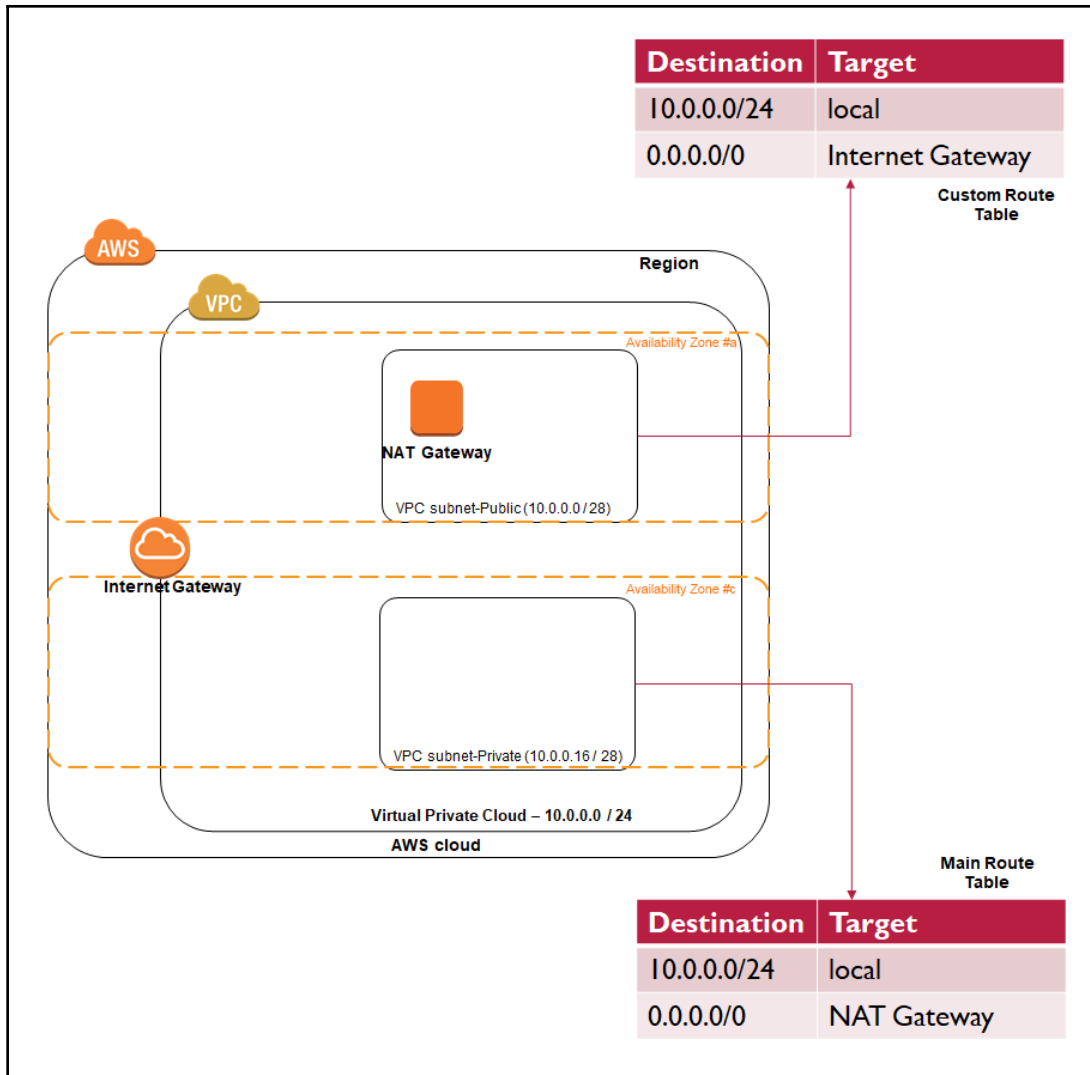 Destination Target
10.0.0.0/24 local
0.0.0.0/0 Internet Gateway
Custom Route
Table
AWS
Region
VPC
Availability Zone #a
NAT Gateway
VPC subnet-Public (10.0.0.0/28)
Internet Gateway
Availability Zone #c
VPC subnet-Private (10.0.0.16 / 28)
Virtual Private Cloud – 10.0.0.0 / 24
AWS cloud
Main Route
Table
Destination Target
10.0.0.0/24 local
0.0.0.0/0 NAT Gateway